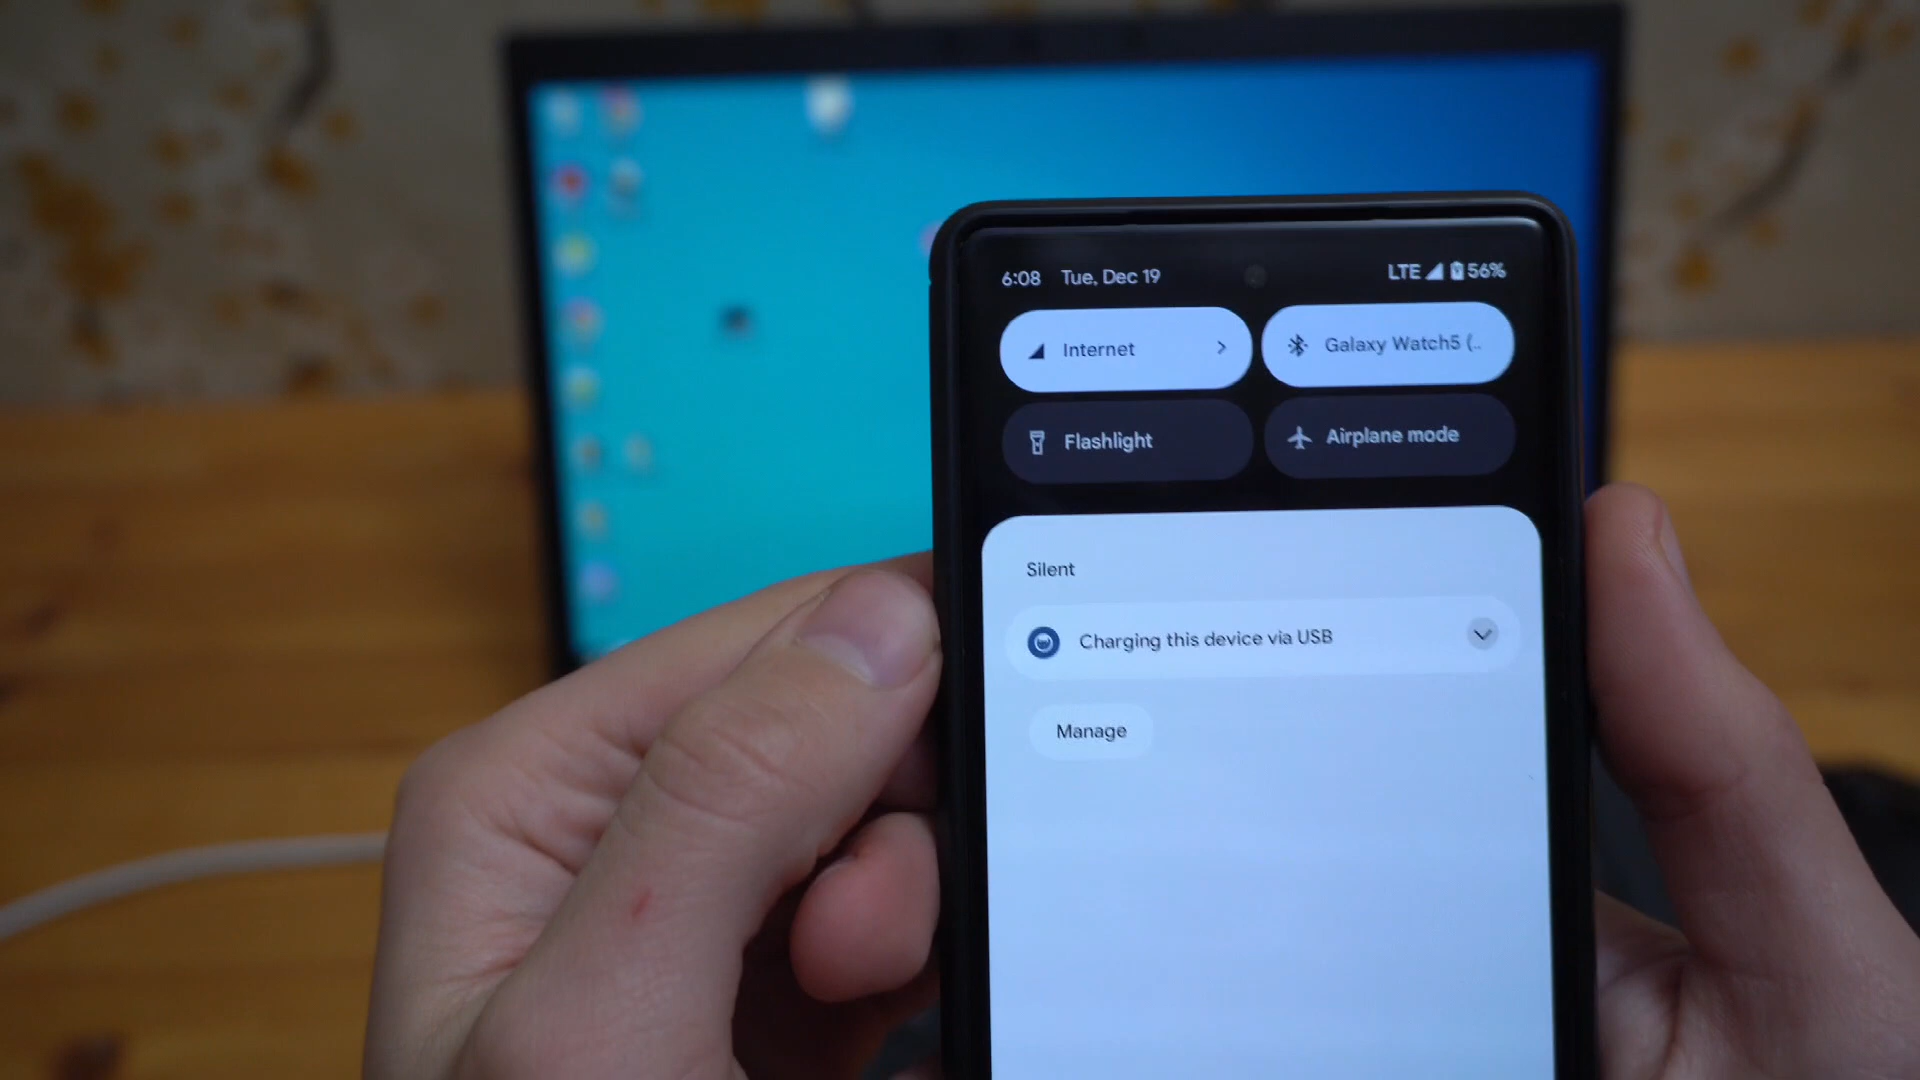 6:08 Tue, Dec 19 LTE 56%
Internet Galaxy Watch5 (..
Flashlight Airplane mode
Silent
Charging this device via USB
Manage